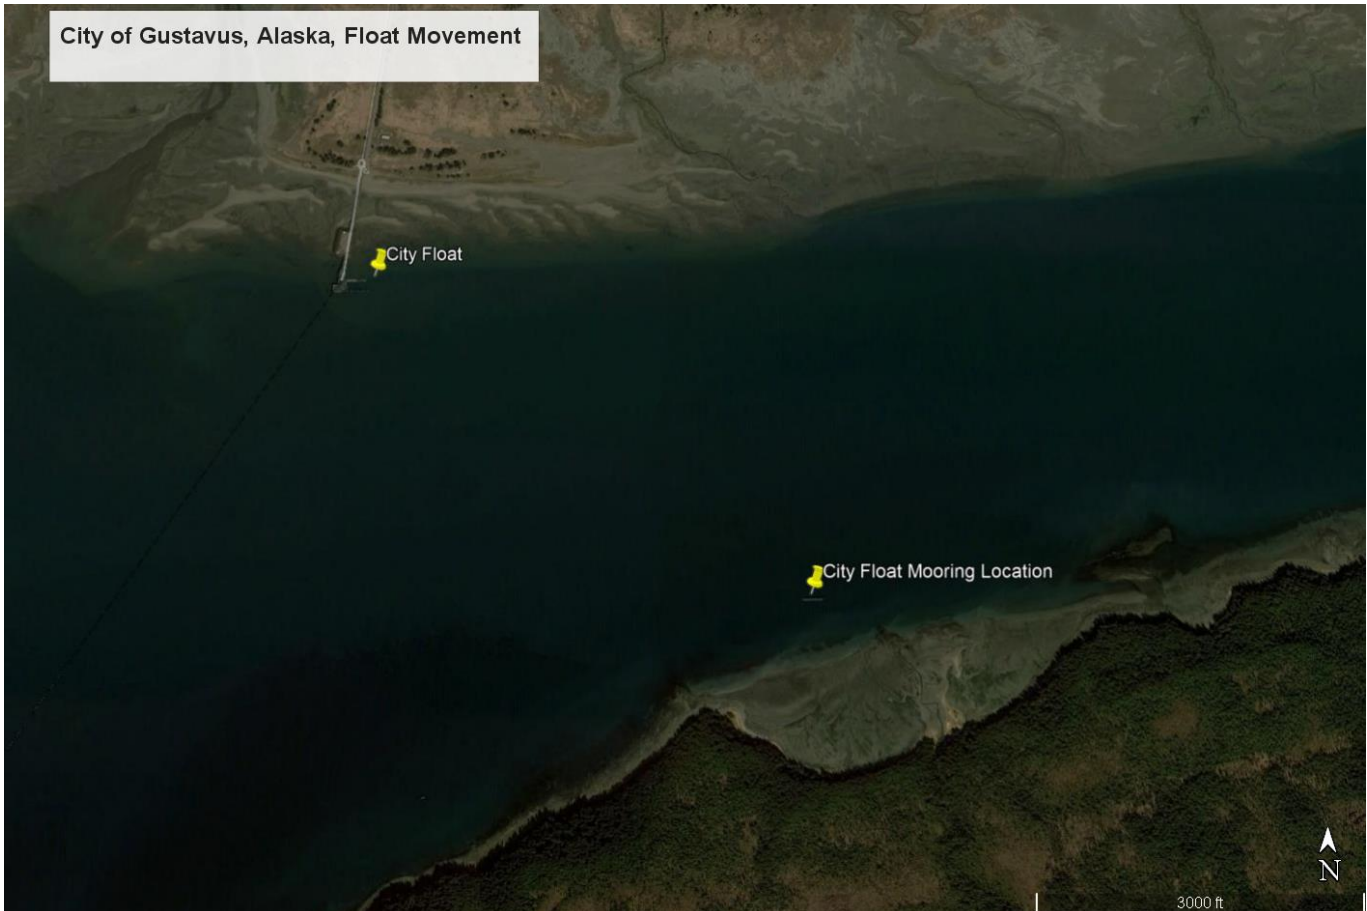 City of Gustavus, Alaska, Float Movement
City Float
City Float Mooring Location
N
3000 ft